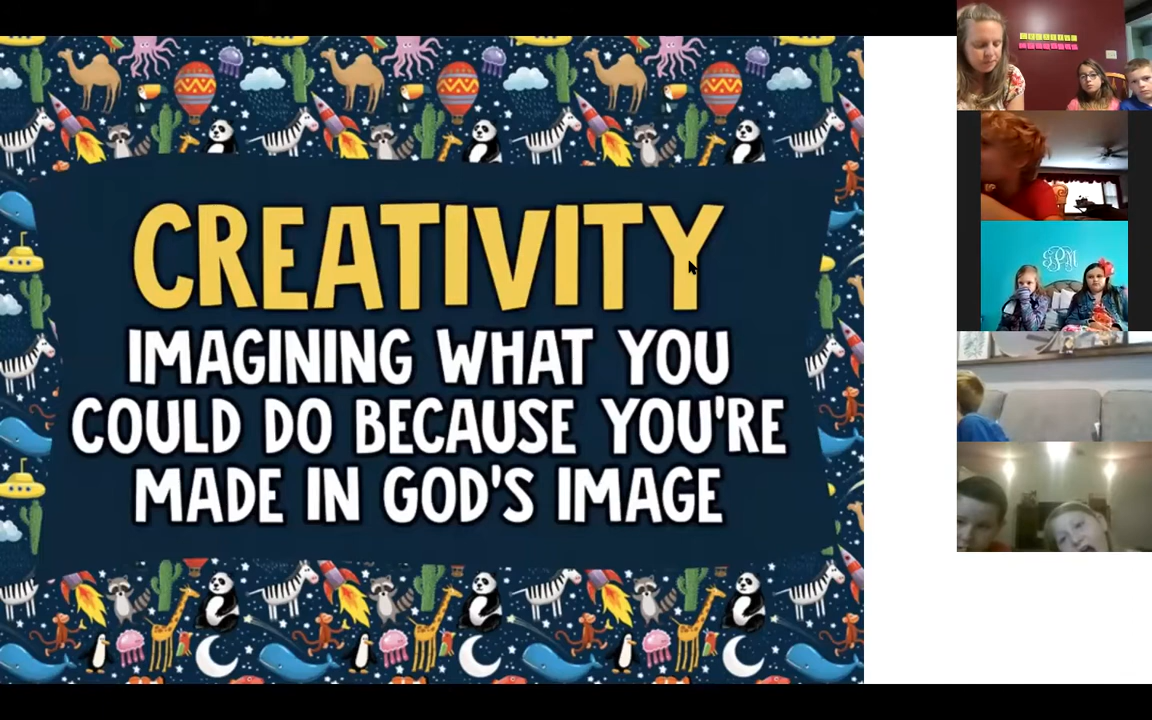 CREATIVITY
IMAGINING WHAT YOU
COULD DO BECAUSE YOU'RE
MADE IN GOD'S IMAGE